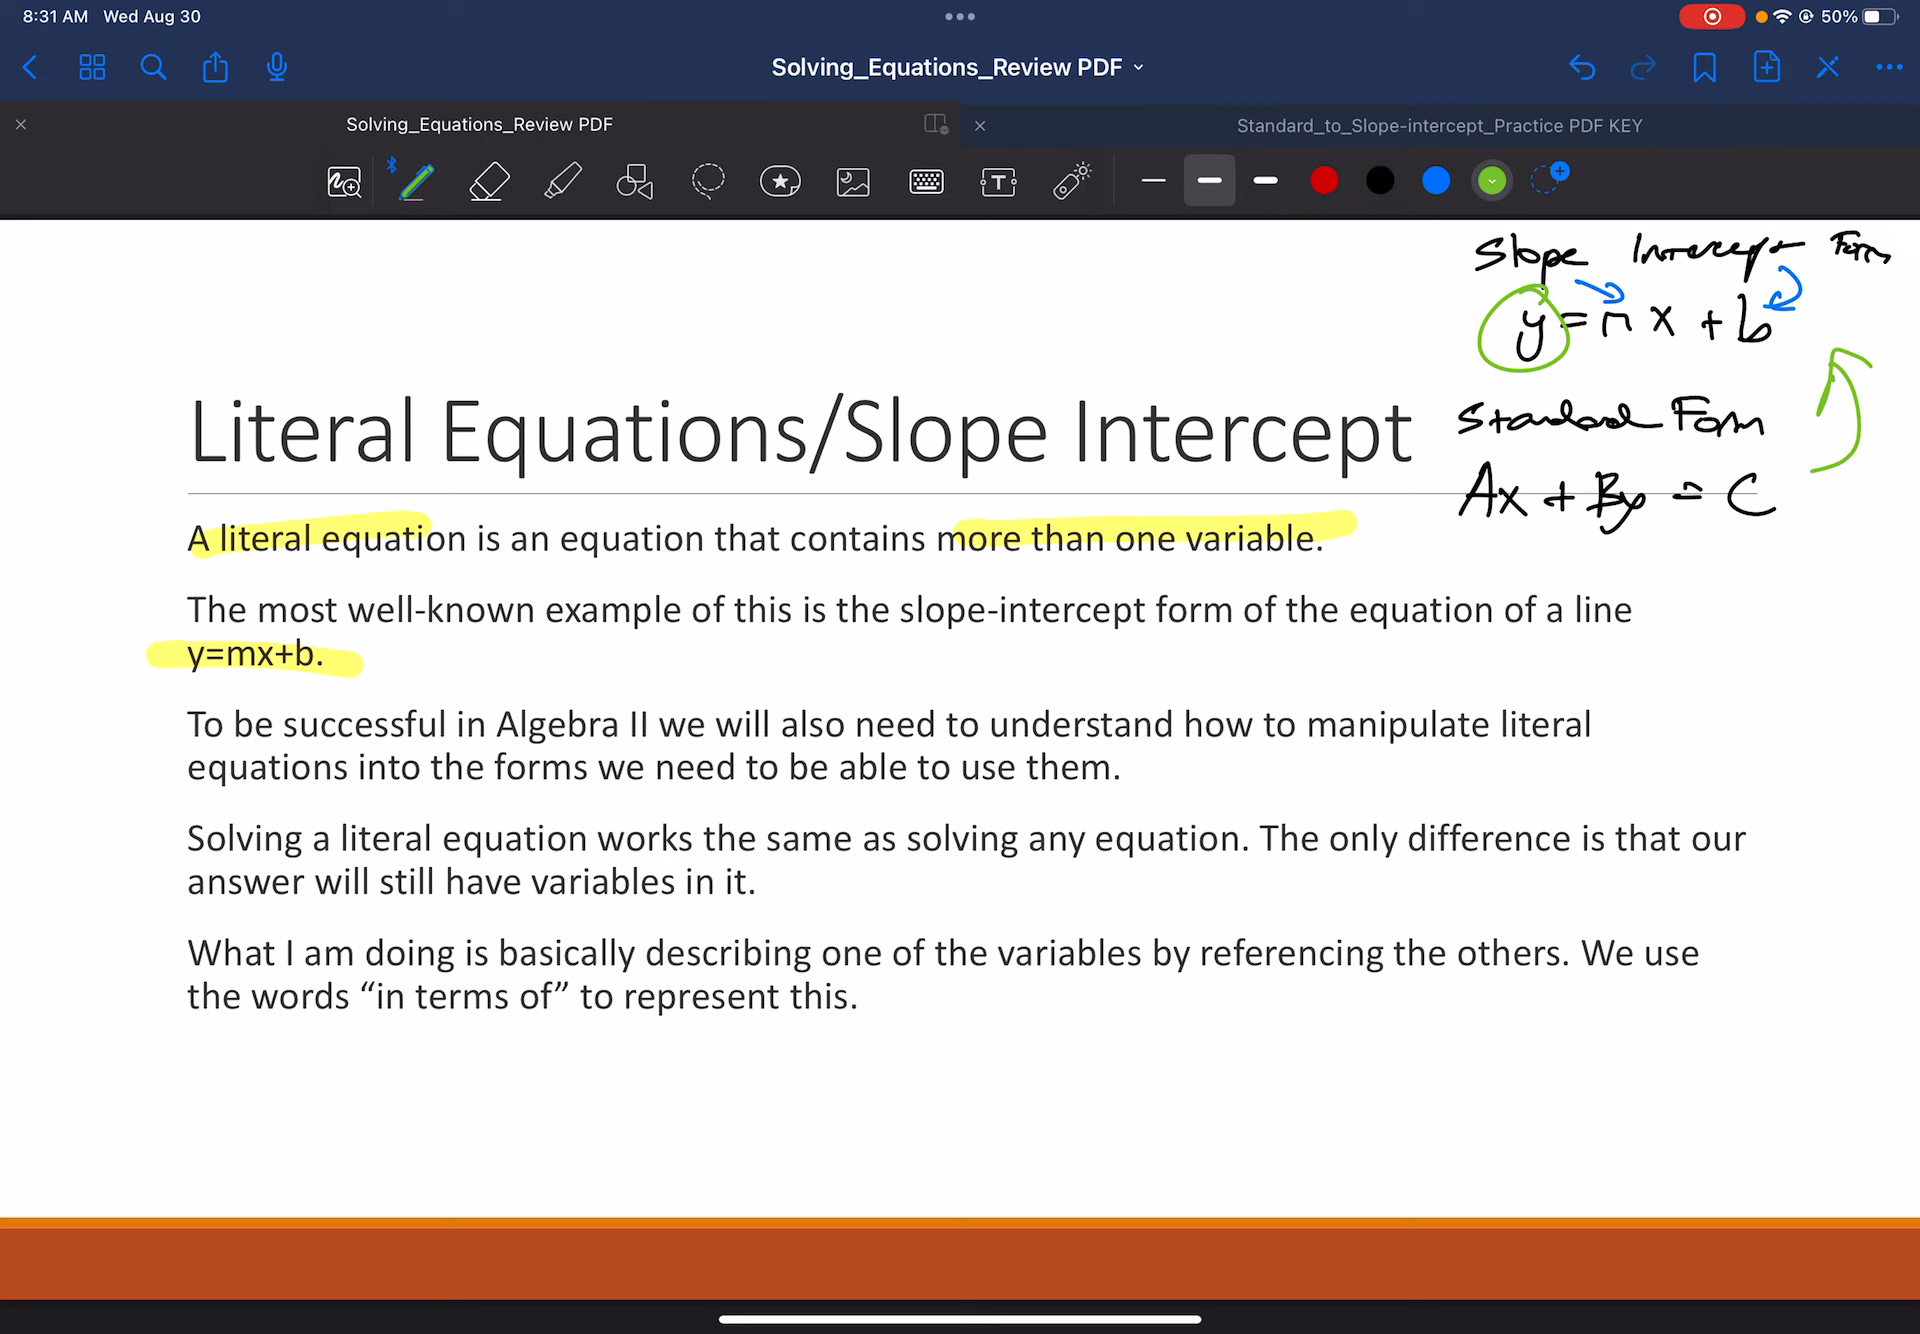 8:31 AM Wed Aug 30
50%
Solving_Equations_Review PDF
Solving_Equations_Review PDF
Standard_to_Slope-intercept_Practice PDF KEY
T
Slope Intercept Form
y = m x + b
Literal Equations/Slope Intercept
Standard Form
Ax + By = C
A literal equation is an equation that contains more than one variable.
The most well-known example of this is the slope-intercept form of the equation of a line
y=mx+b.
To be successful in Algebra II we will also need to understand how to manipulate literal
equations into the forms we need to be able to use them.
Solving a literal equation works the same as solving any equation. The only difference is that our
answer will still have variables in it.
What I am doing is basically describing one of the variables by referencing the others. We use
the words “in terms of” to represent this.